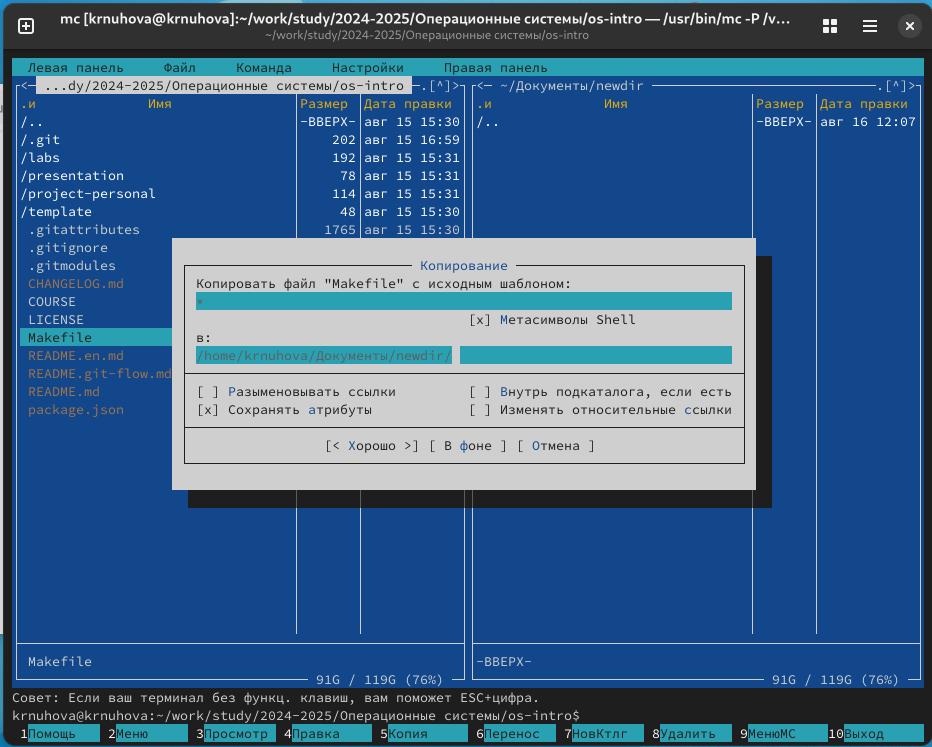 mc [krnuhova@krnuhova]:~/work/study/2024-2025/Операционные системы/os-intro — /usr/bin/mc -P /v...
~/work/study/2024-2025/Операционные системы/os-intro
Левая панель Файл Команда Настройки Правая панель
<— ...dy/2024-2025/Операционные системы/os-intro —.[^]> <— ~/Документы/newdir —.[^]>
.и Имя Размер Дата правки .и Имя Размер Дата правки
/.. -ВВЕРХ- авг 15 15:30 /.. -ВВЕРХ- авг 16 12:07
/.git 202 авг 15 16:59
/labs 192 авг 15 15:31
/presentation 78 авг 15 15:31
/project-personal 114 авг 15 15:31
/template 48 авг 15 15:30
.gitattributes 1765 авг 15 15:30
.gitignore
.gitmodules
CHANGELOG.md
COURSE
LICENSE
Makefile
README.en.md
README.git-flow.md
README.md
package.json
Копирование
Копировать файл "Makefile" с исходным шаблоном:
*
[x] Метасимволы Shell
в:
/home/krnuhova/Документы/newdir/
[ ] Разыменовывать ссылки [ ] Внутрь подкаталога, если есть
[x] Сохранять атрибуты [ ] Изменять относительные ссылки
[< Хорошо >] [ В фоне ] [ Отмена ]
Makefile -ВВЕРХ-
91G / 119G (76%) 91G / 119G (76%)
Совет: Если ваш терминал без функц. клавиш, вам поможет ESC+цифра.
krnuhova@krnuhova:~/work/study/2024-2025/Операционные системы/os-intro$
1Помощь 2Меню 3Просмотр 4Правка 5Копия 6Перенос 7НовКтлг 8Удалить 9МенюМС 10Выход